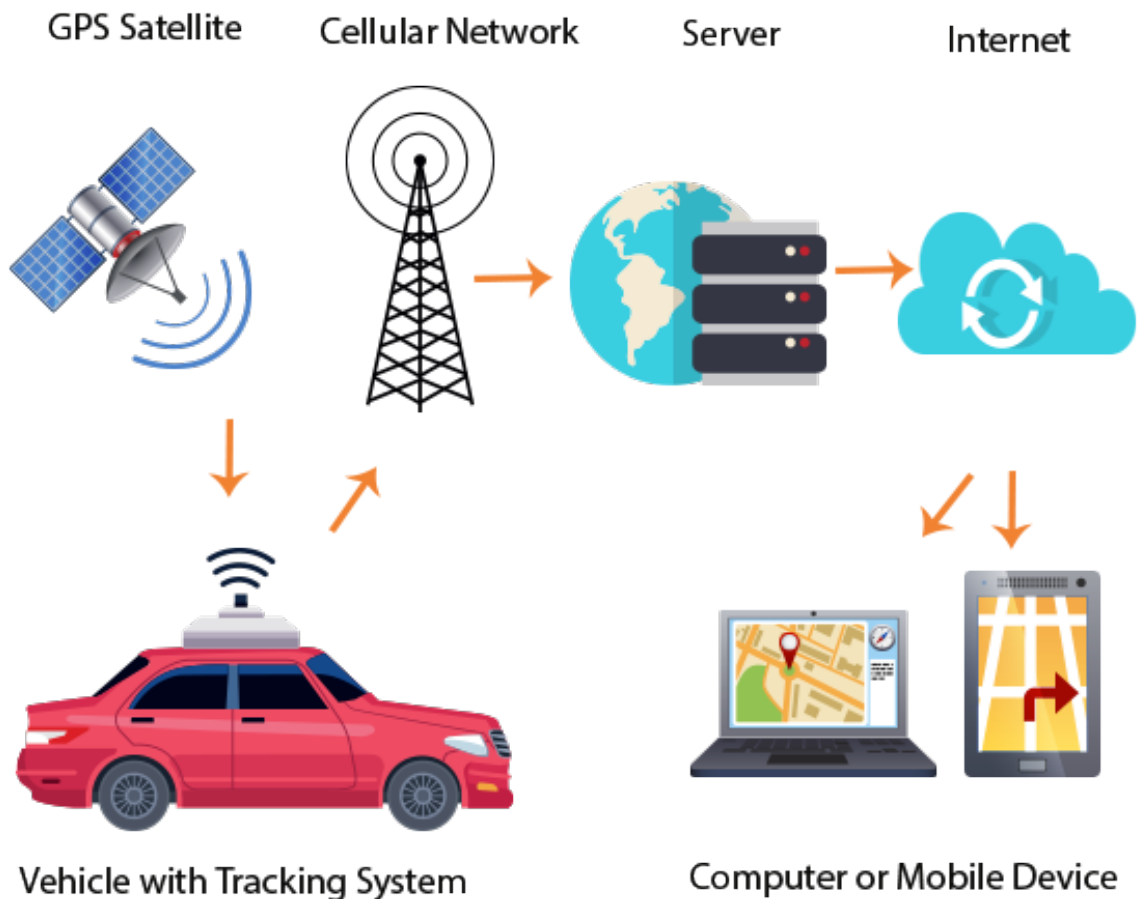 GPS Satellite
Cellular Network
Server
Internet
Vehicle with Tracking System
Computer or Mobile Device